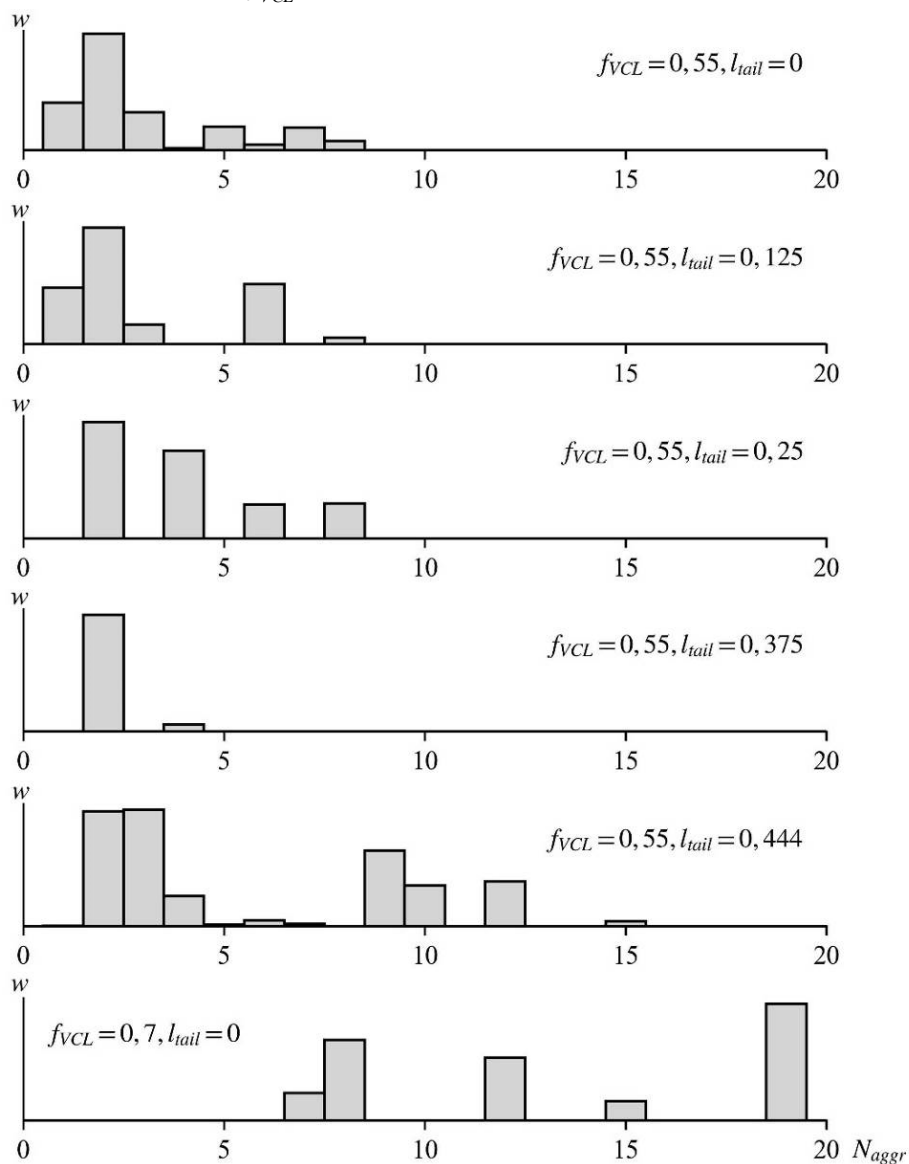 VCL
w
f_VCL = 0, 55, l_tail = 0
0 5 10 15 20
w
f_VCL = 0, 55, l_tail = 0, 125
0 5 10 15 20
w
f_VCL = 0, 55, l_tail = 0, 25
0 5 10 15 20
w
f_VCL = 0, 55, l_tail = 0, 375
0 5 10 15 20
w
f_VCL = 0, 55, l_tail = 0, 444
0 5 10 15 20
w
f_VCL = 0, 7, l_tail = 0
0 5 10 15 20 N_aggr